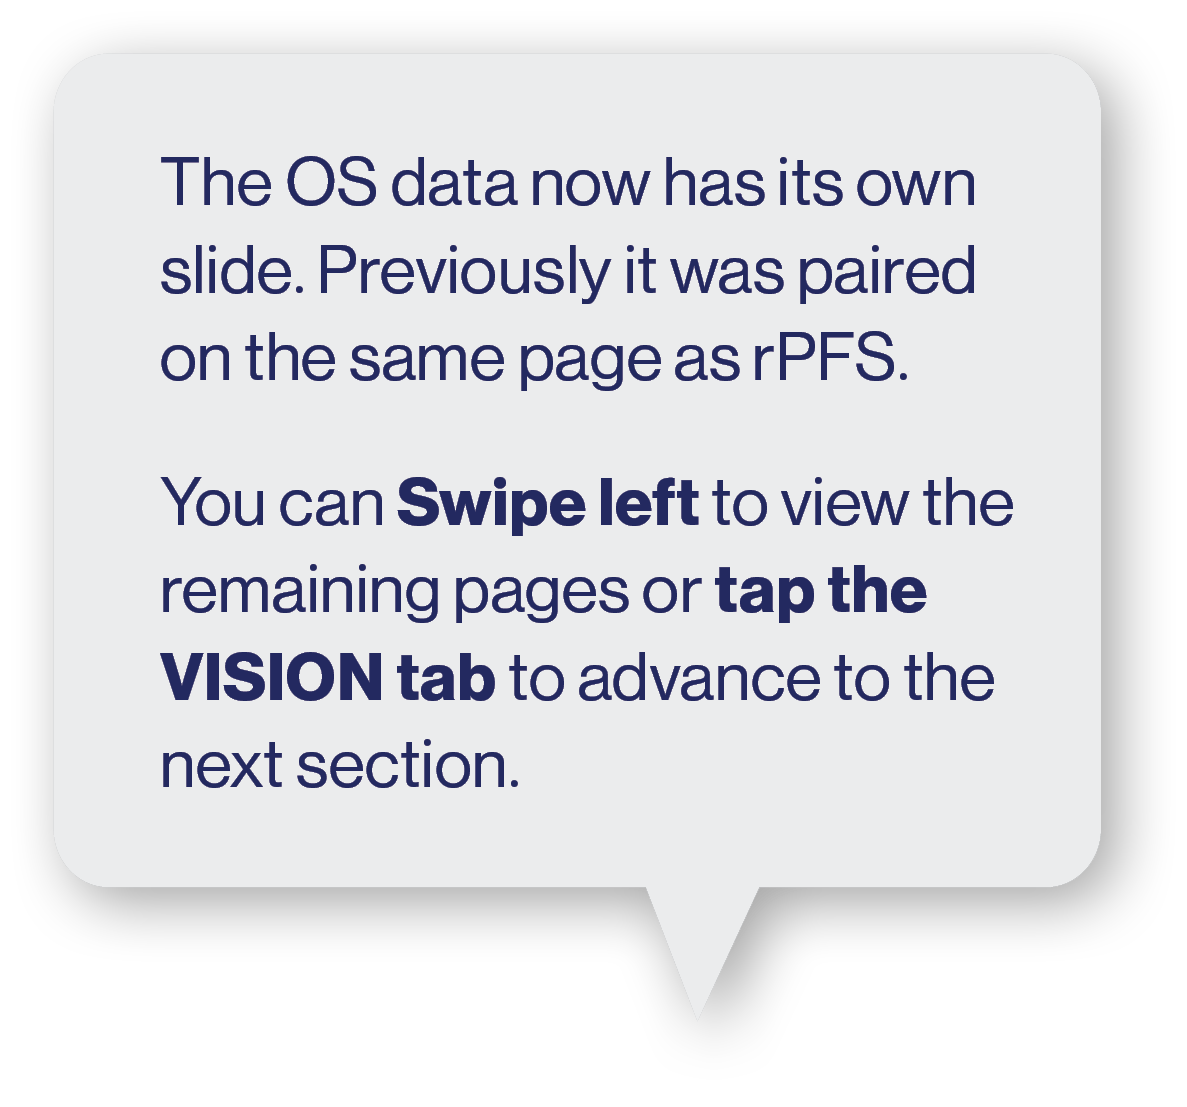 The OS data now has its own
slide. Previously it was paired
on the same page as rPFS.
You can Swipe left to view the
remaining pages or tap the
VISION tab to advance to the
next section.